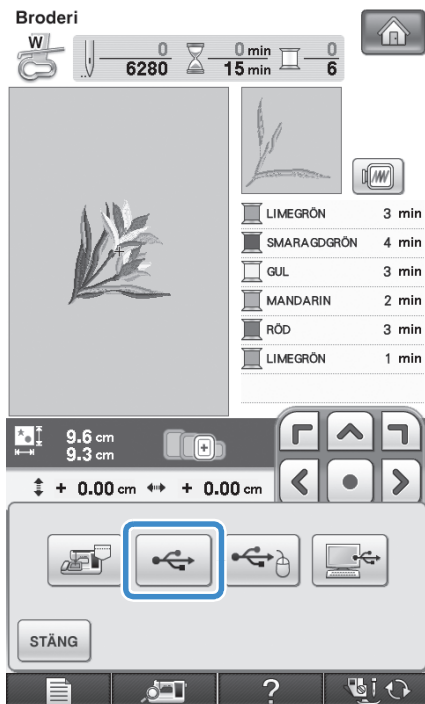 Broderi
W
0 0 min 0
6280 15 min 6
LIMEGRÖN 3 min
SMARAGDGRÖN 4 min
GUL 3 min
MANDARIN 2 min
RÖD 3 min
LIMEGRÖN 1 min
9.6 cm
9.3 cm
+ 0.00 cm + 0.00 cm
STÄNG
?